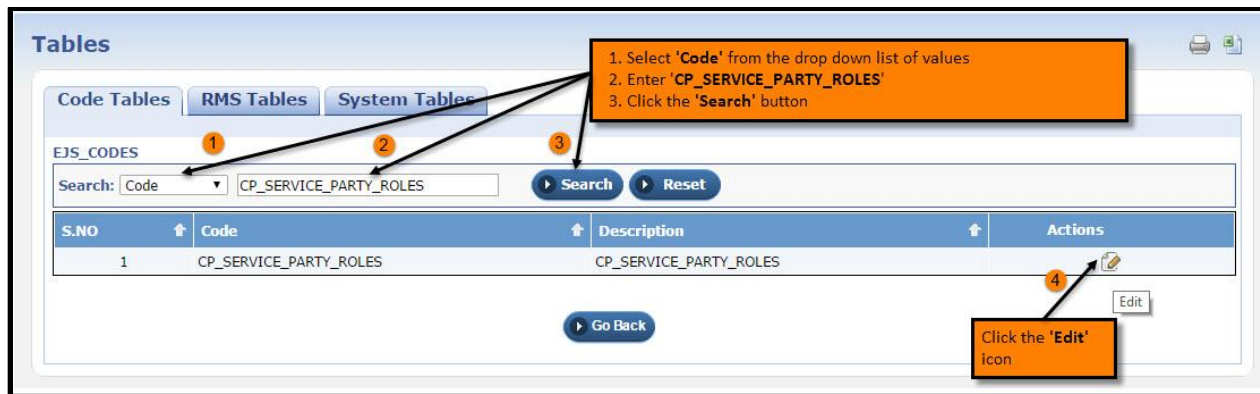 Tables
1. Select 'Code' from the drop down list of values
2. Enter 'CP_SERVICE_PARTY_ROLES'
3. Click the 'Search' button
Code Tables RMS Tables System Tables
1 2 3
EJS_CODES
Search: Code CP_SERVICE_PARTY_ROLES Search Reset
S.NO Code Description Actions
1 CP_SERVICE_PARTY_ROLES CP_SERVICE_PARTY_ROLES
4
Edit
Go Back
Click the 'Edit'
icon